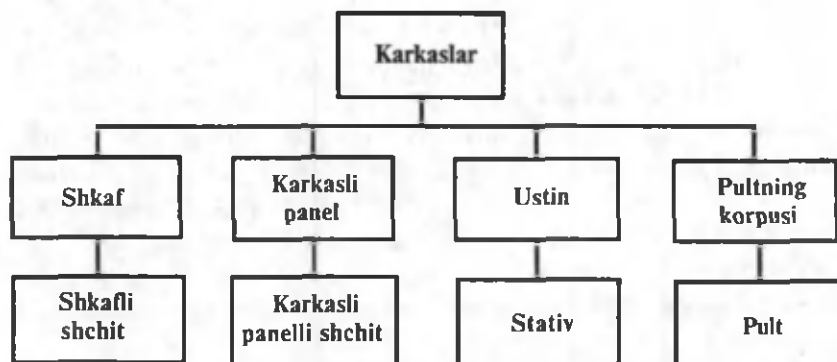 Karkaslar
Shkaf
Karkasli
panel
Ustin
Pultning
korpusi
Shkafli
shchit
Karkasli
panelli shchit
Stativ
Pult